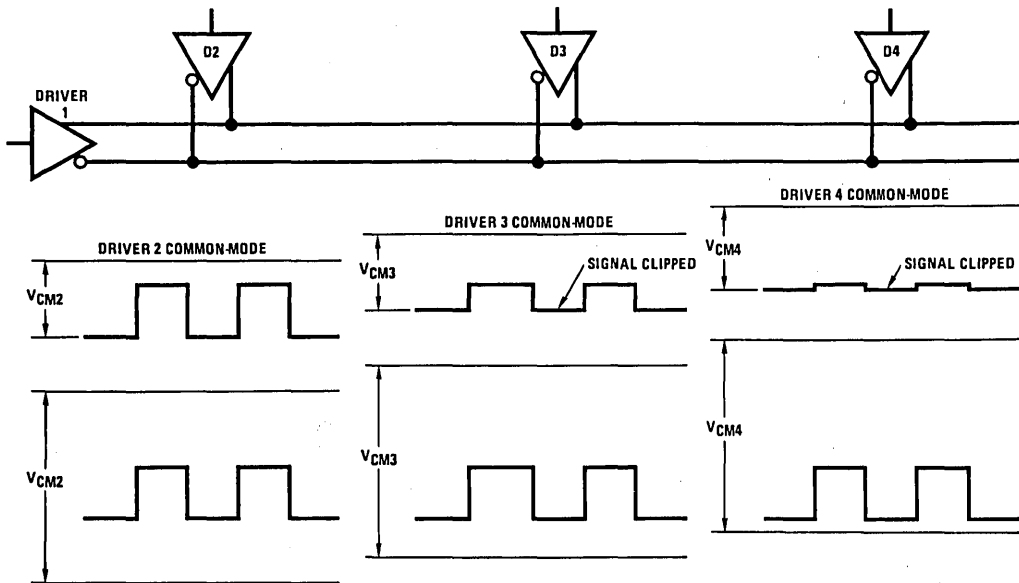 D2
D3
D4
DRIVER
1
DRIVER 2 COMMON-MODE
DRIVER 3 COMMON-MODE
DRIVER 4 COMMON-MODE
VCM2
VCM3
SIGNAL CLIPPED
VCM4
SIGNAL CLIPPED
VCM2
VCM3
VCM4